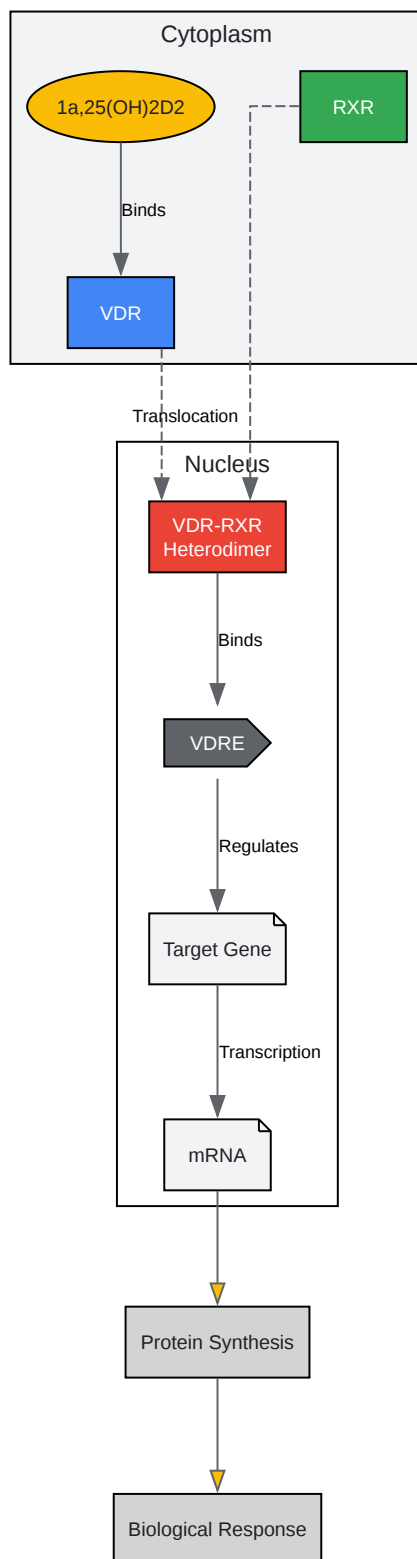 Cytoplasm
1a,25(OH)2D2
RXR
Binds
VDR
Translocation
Nucleus
VDR-RXR
Heterodimer
Binds
VDRE
Regulates
Target Gene
Transcription
mRNA
Protein Synthesis
Biological Response